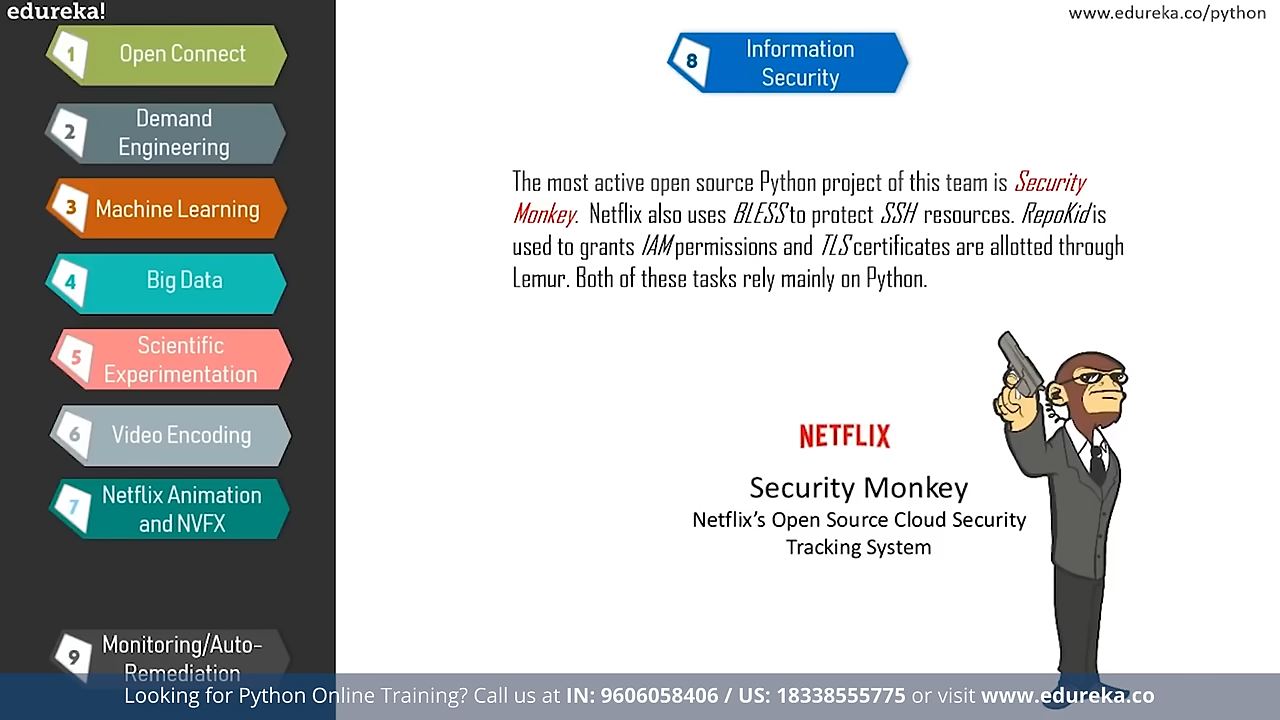 edureka!
www.edureka.co/python
1 Open Connect
2 Demand
Engineering
3 Machine Learning
4 Big Data
5 Scientific
Experimentation
6 Video Encoding
7 Netflix Animation
and NVFX
9 Monitoring/Auto-
Remediation
8 Information
Security
The most active open source Python project of this team is Security
Monkey. Netflix also uses BLESS to protect SSH resources. RepoKid is
used to grants IAM permissions and TLS certificates are allotted through
Lemur. Both of these tasks rely mainly on Python.
NETFLIX
Security Monkey
Netflix's Open Source Cloud Security
Tracking System
Looking for Python Online Training? Call us at IN: 9606058406 / US: 18338555775 or visit www.edureka.co